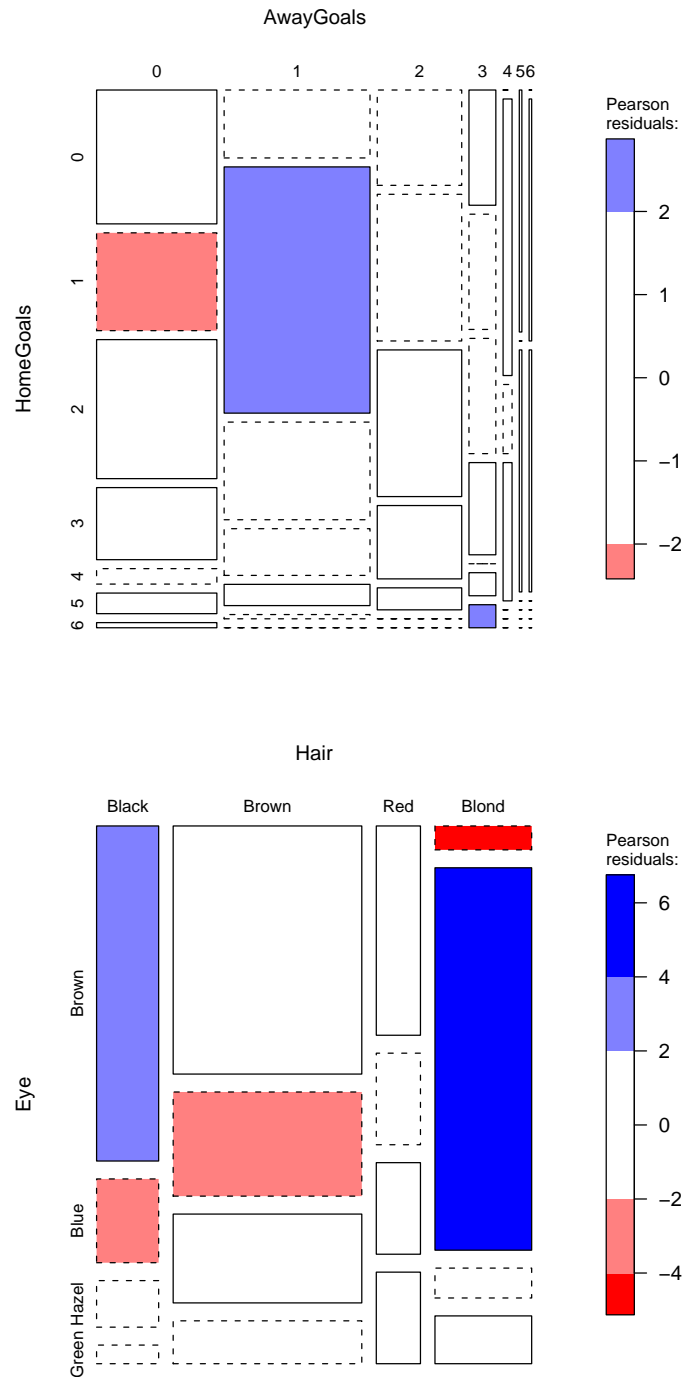 AwayGoals
0 1 2 3 4 5 6
HomeGoals
0
1
2
3
4
5
6
Pearson
residuals:
2
1
0
−1
−2
Hair
Black Brown Red Blond
Eye
Brown
Blue
Hazel
Green
Pearson
residuals:
6
4
2
0
−2
−4